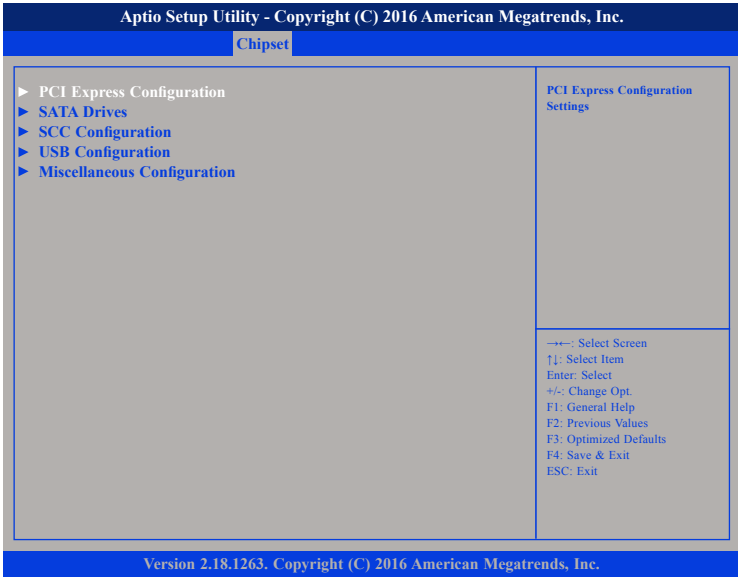 Aptio Setup Utility - Copyright (C) 2016 American Megatrends, Inc.
Chipset
► PCI Express Configuration
► SATA Drives
► SCC Configuration
► USB Configuration
► Miscellaneous Configuration
PCI Express Configuration
Settings
→←: Select Screen
↑↓: Select Item
Enter: Select
+/-: Change Opt.
F1: General Help
F2: Previous Values
F3: Optimized Defaults
F4: Save & Exit
ESC: Exit
Version 2.18.1263. Copyright (C) 2016 American Megatrends, Inc.